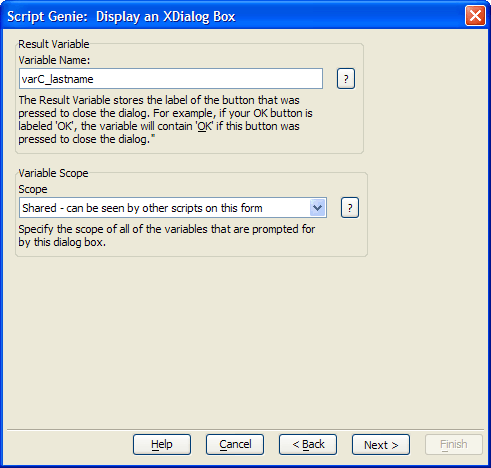 Script Genie:  Display an XDialog Box
Result Variable
Variable Name:
varC_lastname
?
The Result Variable stores the label of the button that was
pressed to close the dialog. For example, if your OK button is
labeled 'OK', the variable will contain 'OK' if this button was
pressed to close the dialog."
Variable Scope
Scope
Shared - can be seen by other scripts on this form
?
Specify the scope of all of the variables that are prompted for
by this dialog box.
Help
Cancel
< Back
Next >
Finish